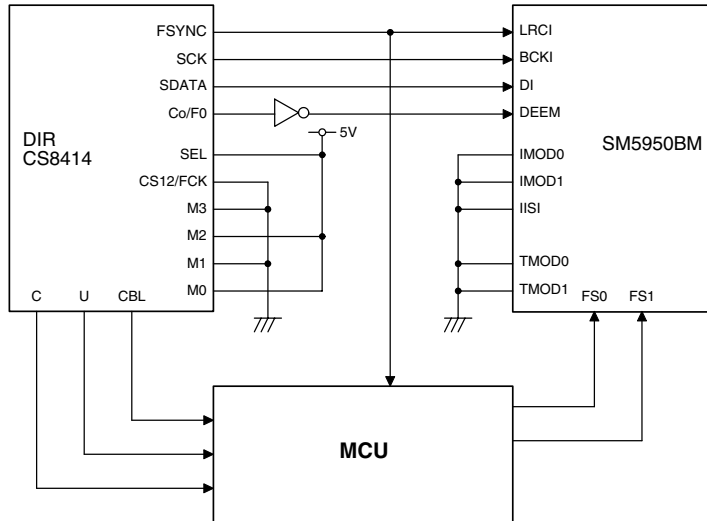 FSYNC
SCK
SDATA
Co/F0
DIR
CS8414
SEL
CS12/FCK
M3
M2
M1
M0
C U CBL
5V
LRCI
BCKI
DI
DEEM
SM5950BM
IMOD0
IMOD1
IISI
TMOD0
TMOD1
FS0 FS1
MCU